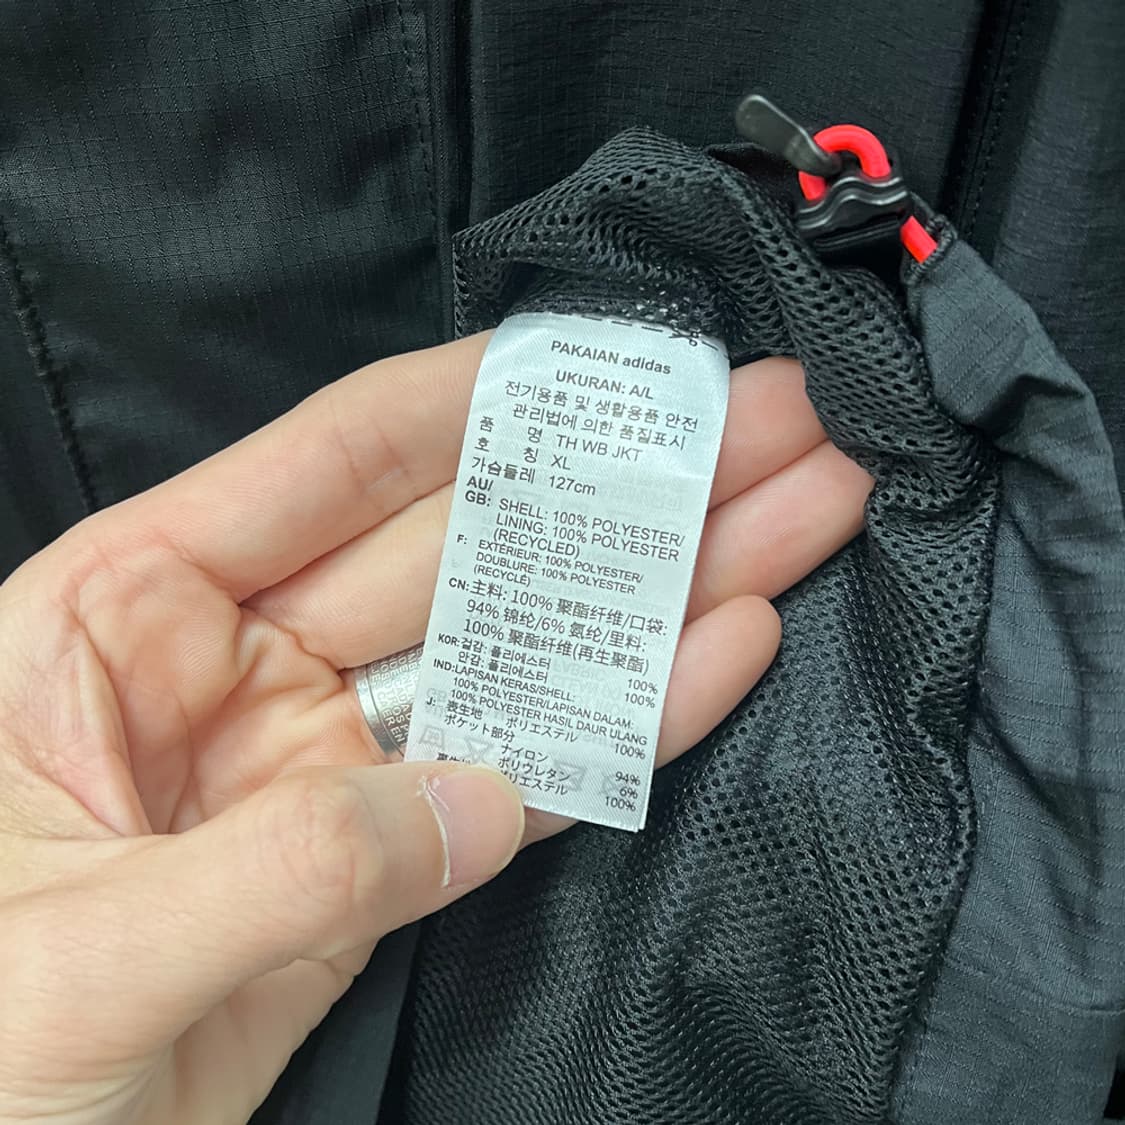 PAKAIAN adidas
UKURAN: A/L
전기용품 및 생활용품 안전
관리법에 의한 품질표시
품 명 TH WB JKT
호 칭 XL
가슴둘레 127cm
AU/
GB: SHELL: 100% POLYESTER/
LINING: 100% POLYESTER
(RECYCLED)
F: EXTÉRIEUR: 100% POLYESTER/
DOUBLURE: 100% POLYESTER
(RECYCLÉ)
CN: 主料: 100% 聚酯纤维/口袋:
94% 锦纶/6% 氨纶/里料:
100% 聚酯纤维(再生聚酯)
KOR: 겉감: 폴리에스터 100%
안감: 폴리에스터 100%
IND: LAPISAN KERAS/SHELL:
100% POLYESTER/LAPISAN DALAM:
100% POLYESTER HASIL DAUR ULANG
J: 表生地 ポリエステル 100%
ポケット部分
ナイロン 94%
ポリウレタン 6%
100%